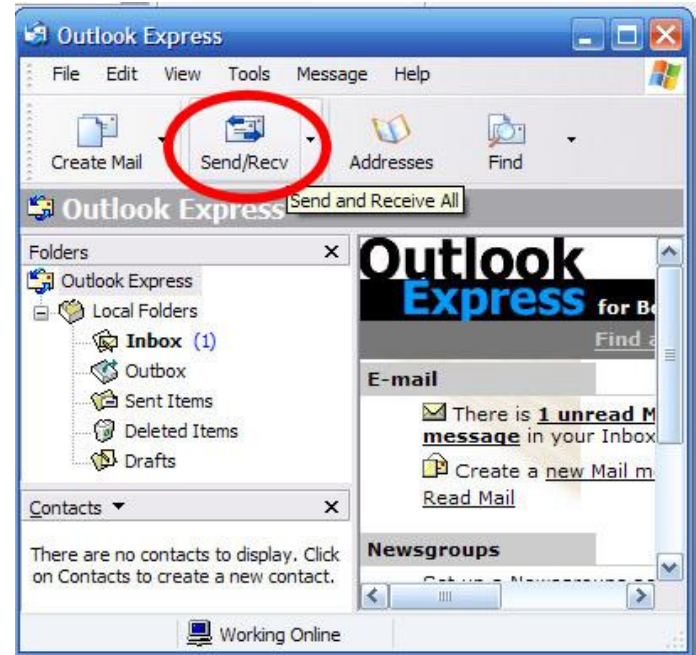 Outlook Express
File Edit View Tools Message Help
Create Mail Send/Recv Addresses Find
Send and Receive All
Outlook Express
Folders X
Outlook Express
Local Folders
Inbox (1)
Outbox
Sent Items
Deleted Items
Drafts
Contacts X
There are no contacts to display. Click
on Contacts to create a new contact.
Outlook
Express for
Find
E-mail
There is 1 unread
message in your Inbox
Create a new Mail
Read Mail
Newsgroups
Working Online